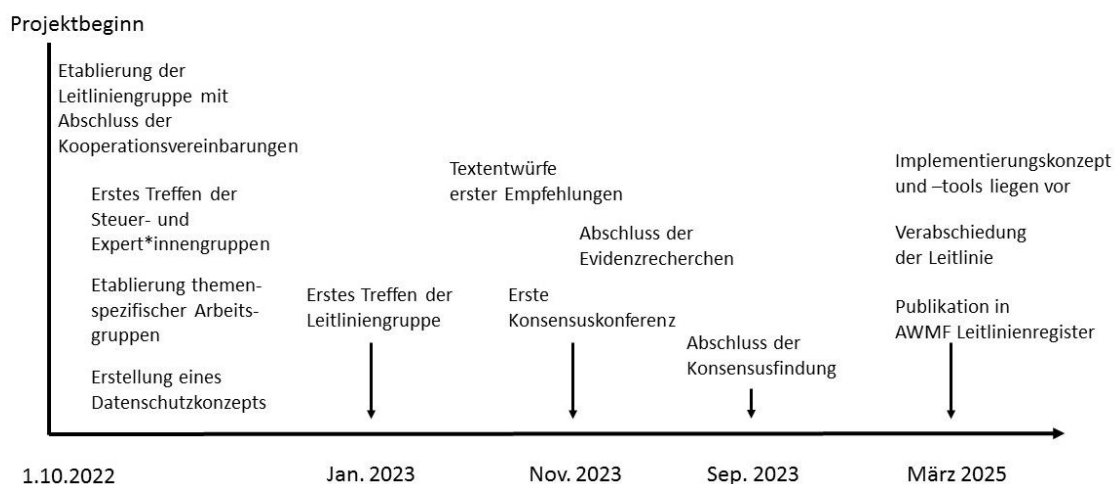 Projektbeginn
Etablierung der
Leitliniengruppe mit
Abschluss der
Kooperationsvereinbarungen
Erstes Treffen der
Steuer- und
Expert*innengruppen
Etablierung themen-
spezifischer Arbeits-
gruppen
Erstellung eines
Datenschutzkonzepts
Erstes Treffen der
Leitliniengruppe
Textentwürfe
erster Empfehlungen
Abschluss der
Evidenzrecherchen
Erste
Konsensuskonferenz
Abschluss der
Konsensusfindung
Implementierungskonzept
und –tools liegen vor
Verabschiedung
der Leitlinie
Publikation in
AWMF Leitlinienregister
1.10.2022
Jan. 2023
Nov. 2023
Sep. 2023
März 2025